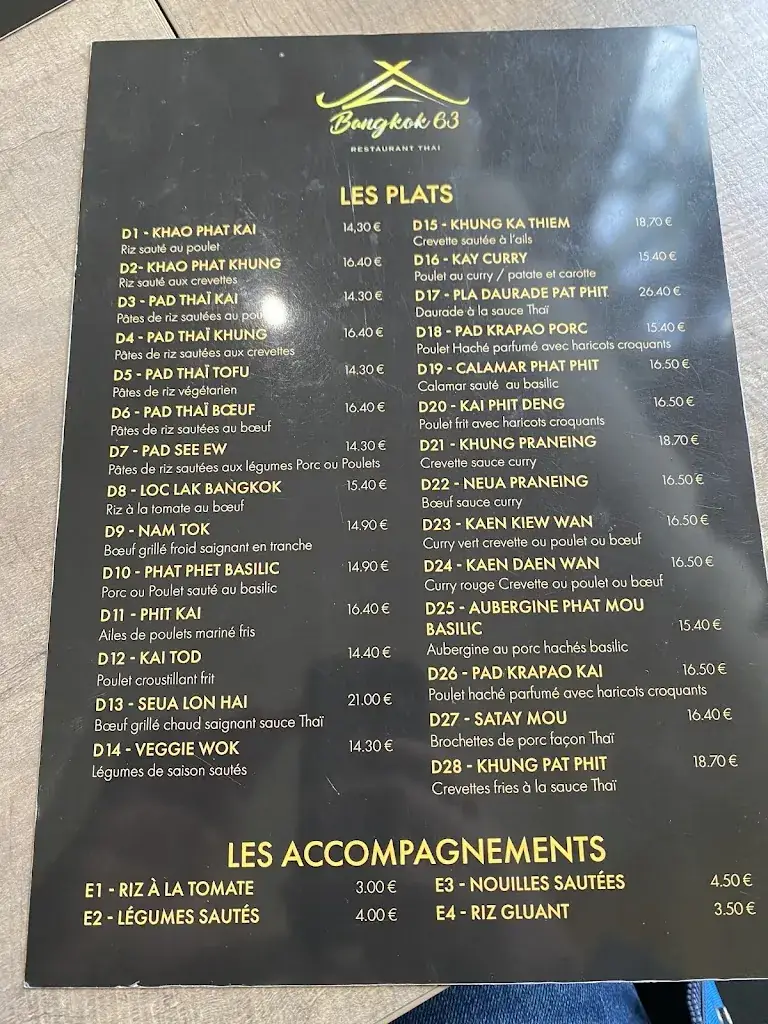 Bangkok 63
RESTAURANT THAI
LES PLATS
D1 - KHAO PHAT KAI 14,30 €
Riz sauté au poulet
D2- KHAO PHAT KHUNG 16.40 €
Riz sauté aux crevettes
D3 - PAD THAÏ KAI 14.30 €
Pâtes de riz sautées au
D4 - PAD THAÏ KHUNG 16,40 €
Pâtes de riz sautées aux crevettes
D5 - PAD THAÏ TOFU 14.30 €
Pâtes de riz végétarien
D6 - PAD THAÏ BŒUF 16.40 €
Pâtes de riz sautées au bœuf
D7 - PAD SEE EW 14.30 €
Pâtes de riz sautées aux légumes Porc ou Poulets
D8 - LOC LAK BANGKOK 15.40 €
Riz à la tomate au bœuf
D9 - NAM TOK 14.90 €
Bœuf grillé froid saignant en tranche
D10 - PHAT PHET BASILIC 14.90 €
Porc ou Poulet sauté au basilic
D11 - PHIT KAI 16.40 €
Ailes de poulets mariné fris
D12 - KAI TOD 14.40 €
Poulet croustillant frit
D13 - SEUA LON HAI 21.00 €
Bœuf grillé chaud saignant sauce Thaï
D14 - VEGGIE WOK 14.30 €
Légumes de saison sautés
D15 - KHUNG KA THIEM 18,70 €
Crevette sautée à l'ails
D16 - KAY CURRY 15.40 €
Poulet au curry / patate et carotte
D17 - PLA DAURADE PAT PHIT 26.40 €
Daurade à la sauce Thaï
D18 - PAD KRAPAO PORC 15.40 €
Poulet Haché parfumé avec haricots croquants
D19 - CALAMAR PHAT PHIT 16.50 €
Calamar sauté au basilic
D20 - KAI PHIT DENG 16.50 €
Poulet frit avec haricots croquants
D21 - KHUNG PRANEING 18.70 €
Crevette sauce curry
D22 - NEUA PRANEING 16.50 €
Bœuf sauce curry
D23 - KAEN KIEW WAN 16.50 €
Curry vert crevette ou poulet ou bœuf
D24 - KAEN DAEN WAN 16.50 €
Curry rouge Crevette ou poulet ou bœuf
D25 - AUBERGINE PHAT MOU
BASILIC 15.40 €
Aubergine au porc hachés basilic
D26 - PAD KRAPAO KAI 16.50 €
Poulet haché parfumé avec haricots croquants
D27 - SATAY MOU 16.40 €
Brochettes de porc façon Thaï
D28 - KHUNG PAT PHIT 18.70 €
Crevettes fries à la sauce Thaï
LES ACCOMPAGNEMENTS
E1 - RIZ À LA TOMATE 3.00 €
E2 - LÉGUMES SAUTÉS 4.00 €
E3 - NOUILLES SAUTÉES 4.50 €
E4 - RIZ GLUANT 3.50 €